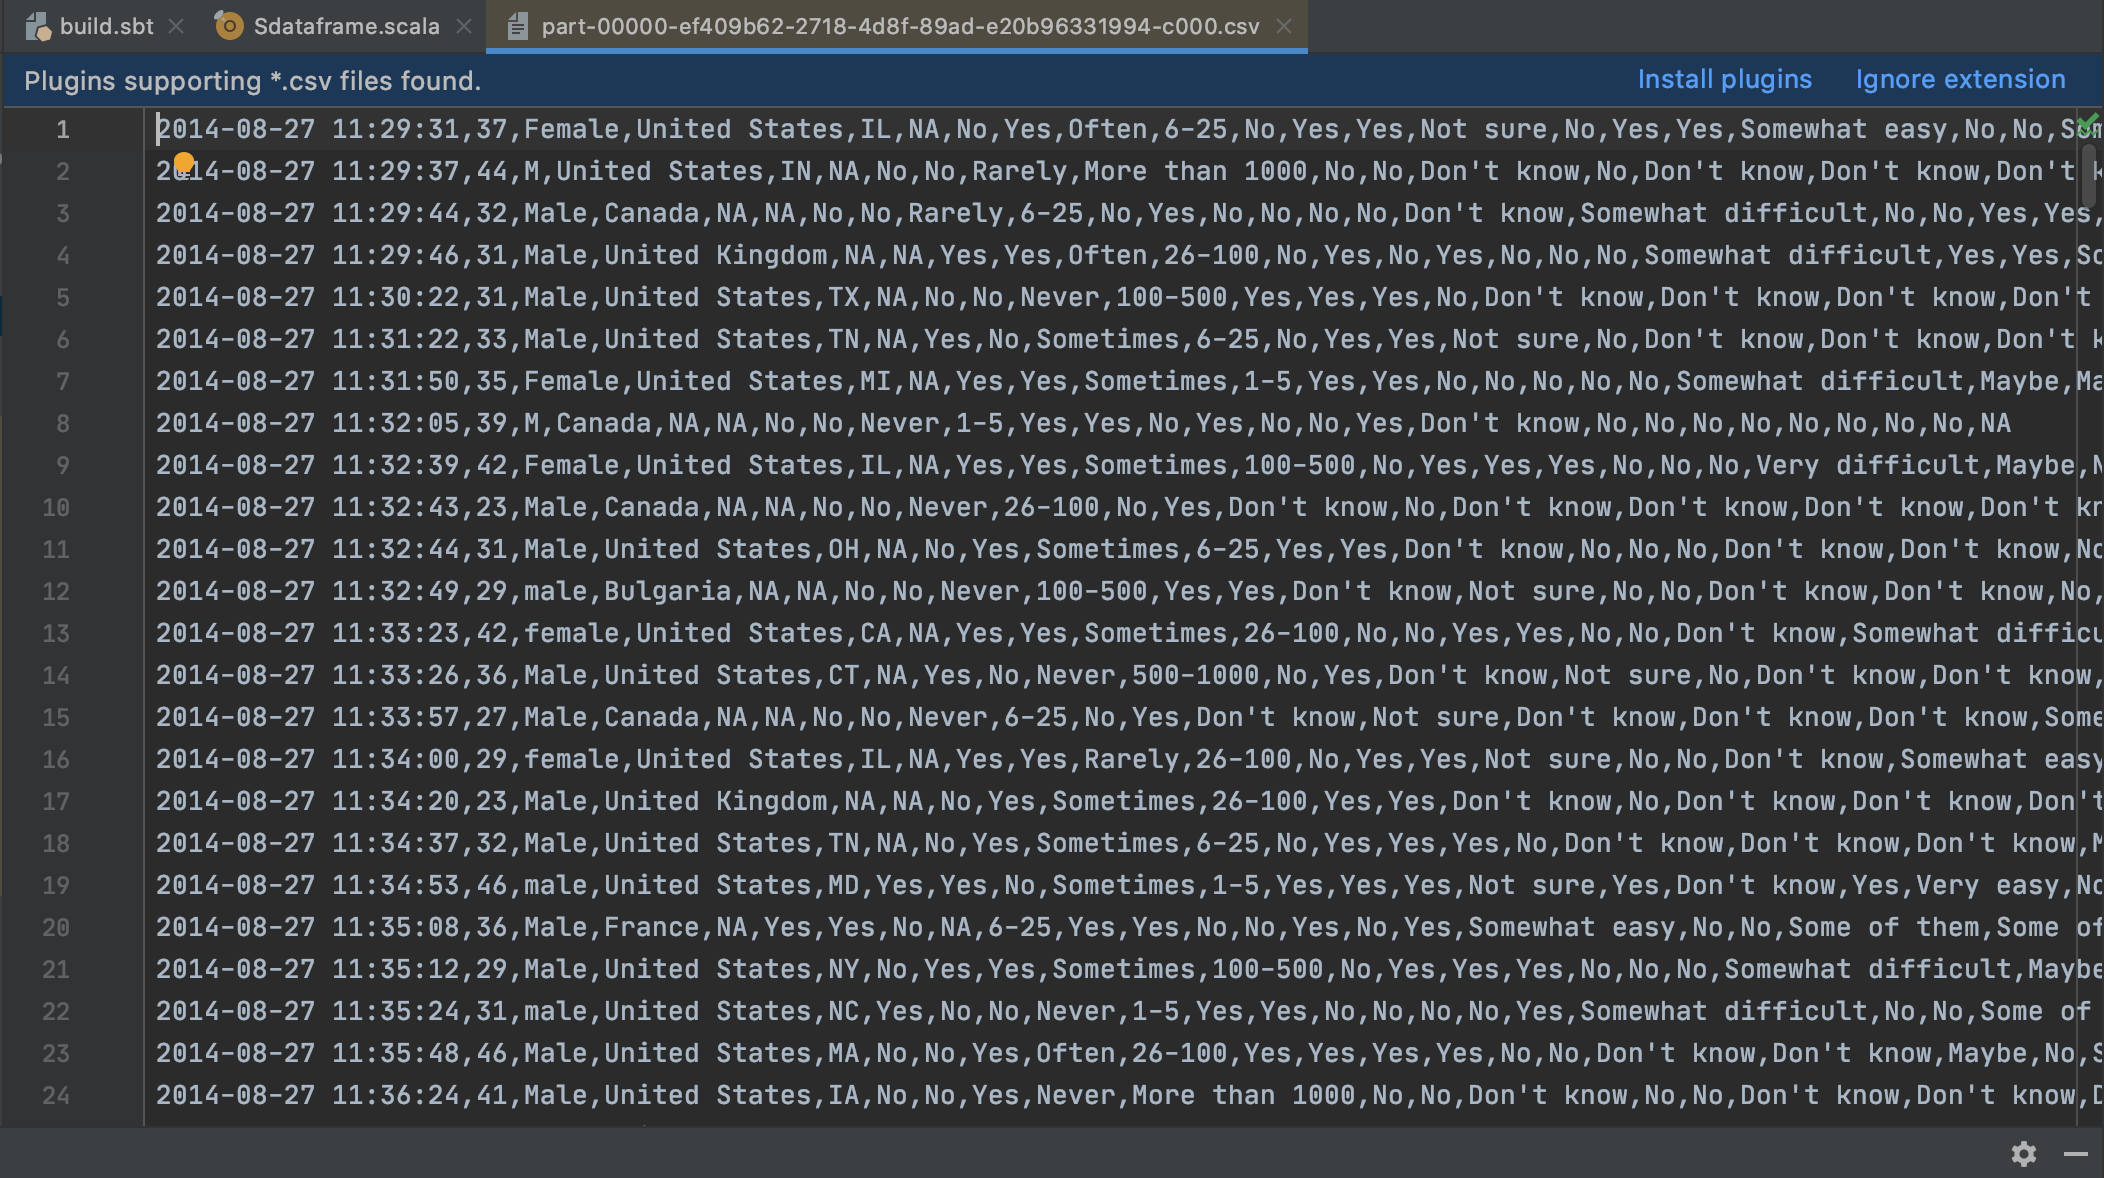 build.sbt
Sdataframe.scala
part-00000-ef409b62-2718-4d8f-89ad-e20b96331994-c000.csv
Plugins supporting *.csv files found.
Install plugins
Ignore extension
1 2014-08-27 11:29:31,37,Female,United States,IL,NA,No,Yes,Often,6-25,No,Yes,Yes,Not sure,No,Yes,Yes,Somewhat easy,No,No,
2 2014-08-27 11:29:37,44,M,United States,IN,NA,No,No,Rarely,More than 1000,No,No,Don't know,No,Don't know,Don't know,Don't
3 2014-08-27 11:29:44,32,Male,Canada,NA,NA,No,No,Rarely,6-25,No,Yes,No,No,No,No,Don't know,Somewhat difficult,No,No,Yes,Yes,
4 2014-08-27 11:29:46,31,Male,United Kingdom,NA,NA,Yes,Yes,Often,26-100,No,Yes,No,Yes,No,No,No,Somewhat difficult,Yes,Yes,
5 2014-08-27 11:30:22,31,Male,United States,TX,NA,No,No,Never,100-500,Yes,Yes,Yes,No,Don't know,Don't know,Don't know,Don't
6 2014-08-27 11:31:22,33,Male,United States,TN,NA,Yes,No,Sometimes,6-25,No,Yes,Yes,Not sure,No,Don't know,Don't know,Don't
7 2014-08-27 11:31:50,35,Female,United States,MI,NA,Yes,Yes,Sometimes,1-5,Yes,Yes,No,No,No,No,No,Somewhat difficult,Maybe,
8 2014-08-27 11:32:05,39,M,Canada,NA,NA,No,No,Never,1-5,Yes,Yes,No,Yes,No,No,Yes,Don't know,No,No,No,No,No,No,No,No,NA
9 2014-08-27 11:32:39,42,Female,United States,IL,NA,Yes,Yes,Sometimes,100-500,No,Yes,Yes,Yes,No,No,No,Very difficult,Maybe,
10 2014-08-27 11:32:43,23,Male,Canada,NA,NA,No,No,Never,26-100,No,Yes,Don't know,No,Don't know,Don't know,Don't know,Don't
11 2014-08-27 11:32:44,31,Male,United States,OH,NA,No,Yes,Sometimes,6-25,Yes,Yes,Don't know,No,No,No,Don't know,Don't know,No
12 2014-08-27 11:32:49,29,male,Bulgaria,NA,NA,No,No,Never,100-500,Yes,Yes,Don't know,Not sure,No,No,Don't know,Don't know,No,
13 2014-08-27 11:33:23,42,female,United States,CA,NA,Yes,Yes,Sometimes,26-100,No,No,Yes,Yes,No,No,Don't know,Somewhat
14 2014-08-27 11:33:26,36,Male,United States,CT,NA,Yes,No,Never,500-1000,No,Yes,Don't know,Not sure,No,Don't know,Don't know,
15 2014-08-27 11:33:57,27,Male,Canada,NA,NA,No,No,Never,6-25,No,Yes,Don't know,Not sure,Don't know,Don't know,Don't know,Some
16 2014-08-27 11:34:00,29,female,United States,IL,NA,Yes,Yes,Rarely,26-100,No,Yes,Yes,Not sure,No,No,Don't know,Somewhat easy
17 2014-08-27 11:34:20,23,Male,United Kingdom,NA,NA,No,Yes,Sometimes,26-100,Yes,Yes,Don't know,No,Don't know,Don't know,Don't
18 2014-08-27 11:34:37,32,Male,United States,TN,NA,No,Yes,Sometimes,6-25,No,Yes,Yes,Yes,No,Don't know,Don't know,Don't know,
19 2014-08-27 11:34:53,46,male,United States,MD,Yes,Yes,No,Sometimes,1-5,Yes,Yes,Yes,Not sure,Yes,Don't know,Yes,Very easy,No
20 2014-08-27 11:35:08,36,Male,France,NA,Yes,Yes,No,NA,6-25,Yes,Yes,No,No,Yes,No,Yes,Somewhat easy,No,No,Some of them,Some of
21 2014-08-27 11:35:12,29,Male,United States,NY,No,Yes,Yes,Sometimes,100-500,No,Yes,Yes,Yes,No,No,No,Somewhat difficult,Maybe
22 2014-08-27 11:35:24,31,male,United States,NC,Yes,No,No,Never,1-5,Yes,Yes,No,No,No,No,Yes,Somewhat difficult,No,No,Some of
23 2014-08-27 11:35:48,46,Male,United States,MA,No,No,Yes,Often,26-100,Yes,Yes,Yes,Yes,No,No,Don't know,Don't know,Maybe,No,
24 2014-08-27 11:36:24,41,Male,United States,IA,No,No,Yes,Never,More than 1000,No,No,Don't know,No,No,Don't know,Don't know,